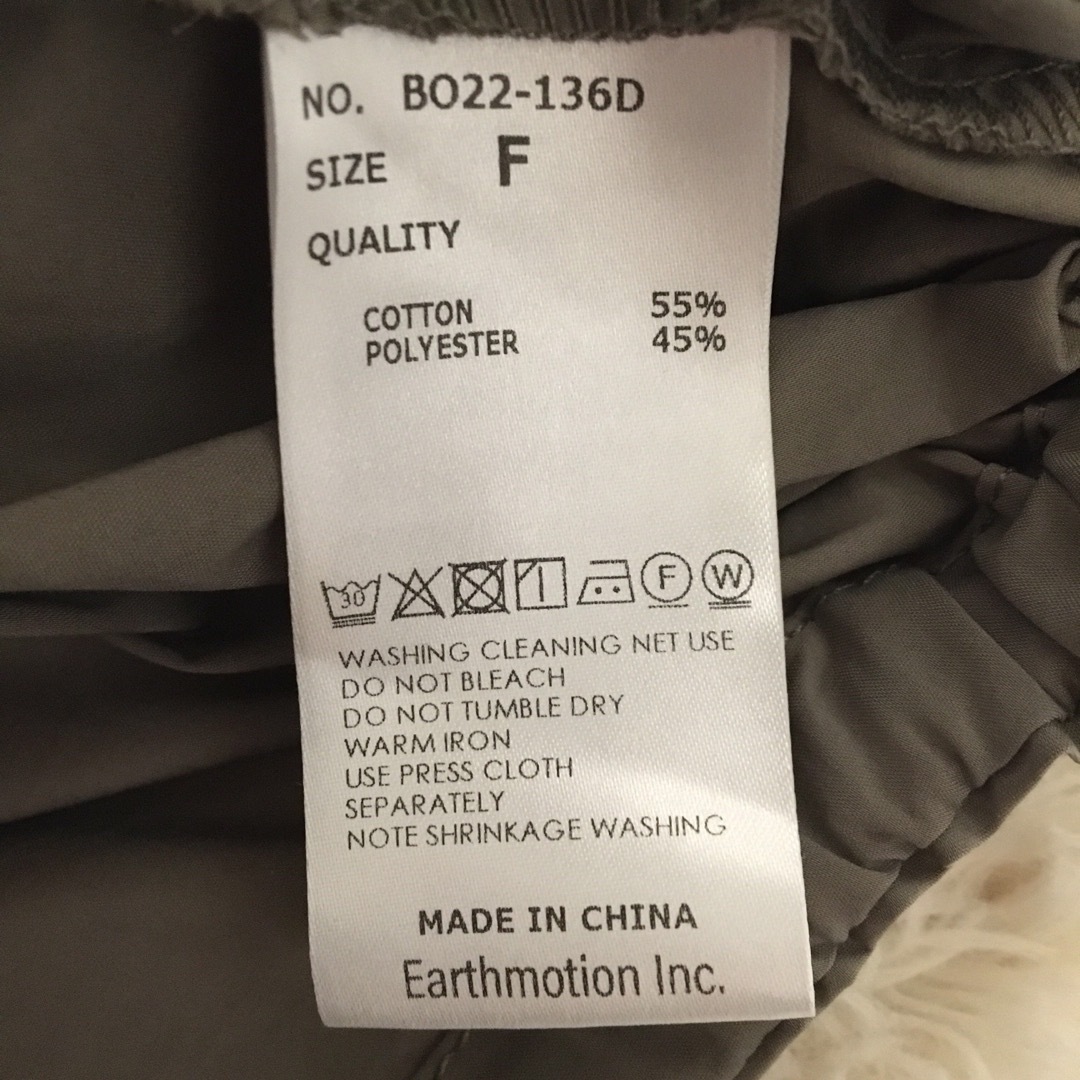 NO. BO22-136D
SIZE F
QUALITY
COTTON 55%
POLYESTER 45%
30 F W
WASHING CLEANING NET USE
DO NOT BLEACH
DO NOT TUMBLE DRY
WARM IRON
USE PRESS CLOTH
SEPARATELY
NOTE SHRINKAGE WASHING
MADE IN CHINA
Earthmotion Inc.